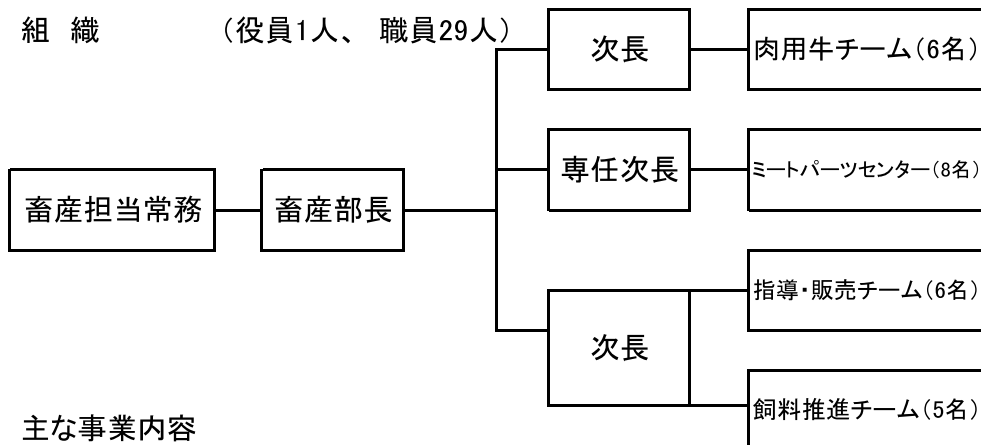 組 織 （役員1人、 職員29人）
次長
肉用牛チーム（6名）
専任次長
ミートパーツセンター（8名）
畜産担当常務
畜産部長
指導・販売チーム（6名）
次長
飼料推進チーム（5名）
主な事業内容